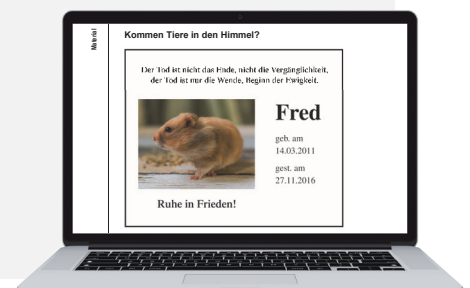 Material
Kommen Tiere in den Himmel?
Der Tod ist nicht das Ende, nicht die Vergänglichkeit,
der Tod ist nur die Wende, Beginn der Ewigkeit.
Fred
geb. am
14.03.2011
gest. am
27.11.2016
Ruhe in Frieden!